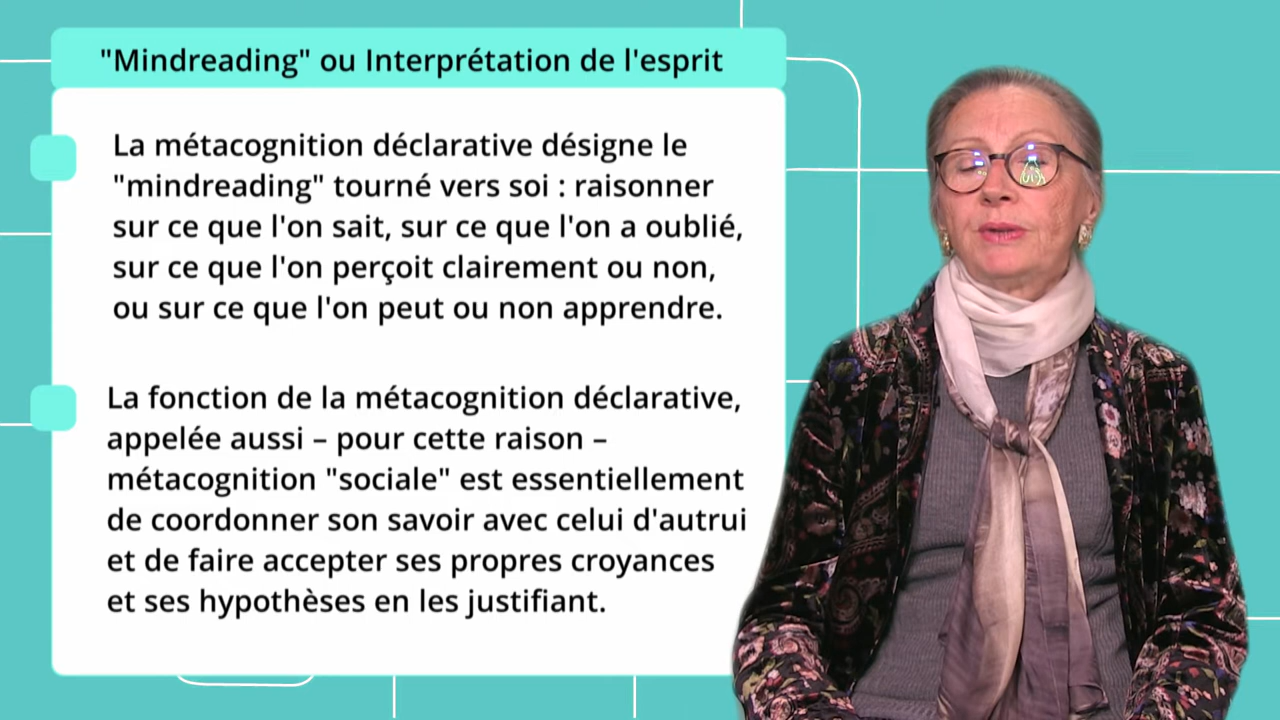 "Mindreading" ou Interprétation de l'esprit
La métacognition déclarative désigne le
"mindreading" tourné vers soi : raisonner
sur ce que l'on sait, sur ce que l'on a oublié,
sur ce que l'on perçoit clairement ou non,
ou sur ce que l'on peut ou non apprendre.
La fonction de la métacognition déclarative,
appelée aussi – pour cette raison –
métacognition "sociale" est essentiellement
de coordonner son savoir avec celui d'autrui
et de faire accepter ses propres croyances
et ses hypothèses en les justifiant.